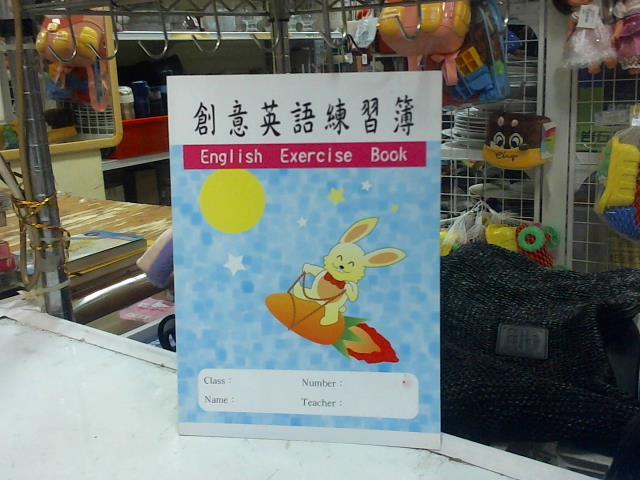 創意英語練習簿
English Exercise Book
Class：
Number：
Name：
Teacher：